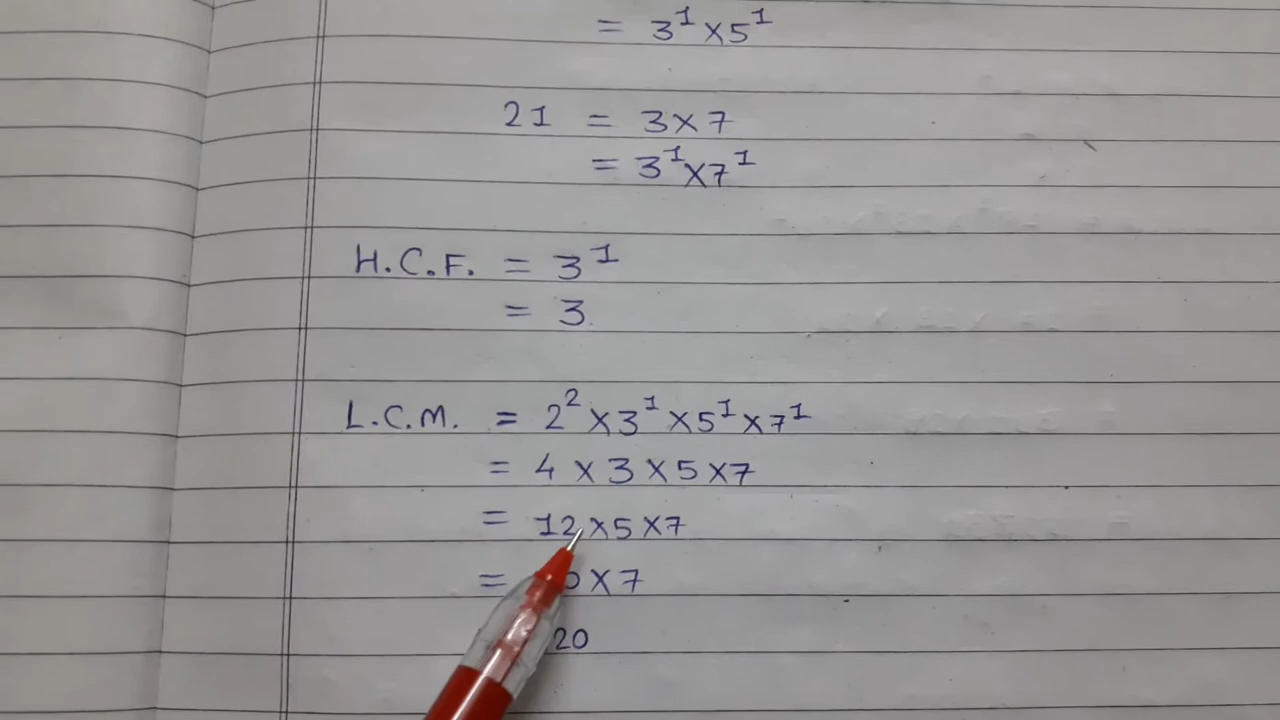 = 3¹ × 5¹
21 = 3 × 7
= 3¹ × 7¹
H.C.F. = 3¹
= 3.
L.C.M. = 2² × 3¹ × 5¹ × 7¹
= 4 × 3 × 5 × 7
= 12 × 5 × 7
= 0 × 7
20